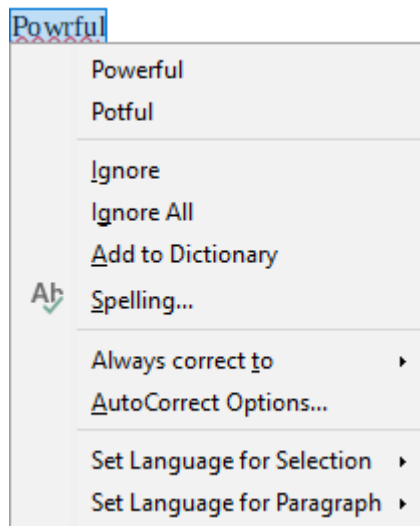 Powrful
Powerful
Potful
Ignore
Ignore All
Add to Dictionary
Ab
Spelling...
Always correct to
AutoCorrect Options...
Set Language for Selection
Set Language for Paragraph